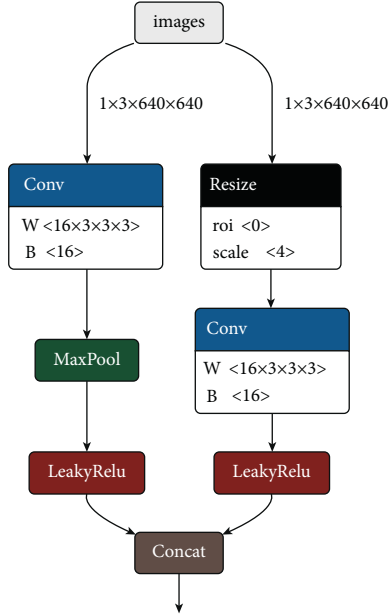 images
1×3×640×640
1×3×640×640
Conv
W <16×3×3×3>
B <16>
Resize
roi <0>
scale <4>
MaxPool
Conv
W <16×3×3×3>
B <16>
LeakyRelu
LeakyRelu
Concat